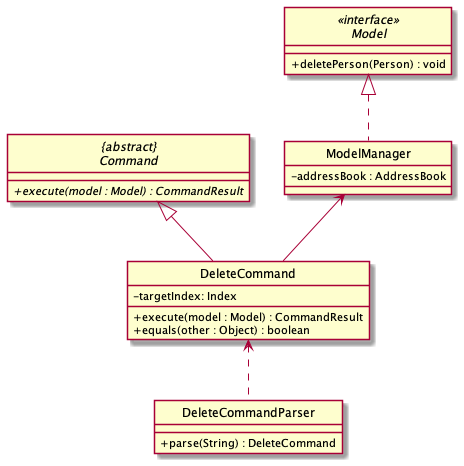 «interface»
Model
+deletePerson(Person) : void
{abstract}
Command
+execute(model : Model) : CommandResult
ModelManager
-addressBook : AddressBook
DeleteCommand
-targetIndex: Index
+execute(model : Model) : CommandResult
+equals(other : Object) : boolean
DeleteCommandParser
+parse(String) : DeleteCommand